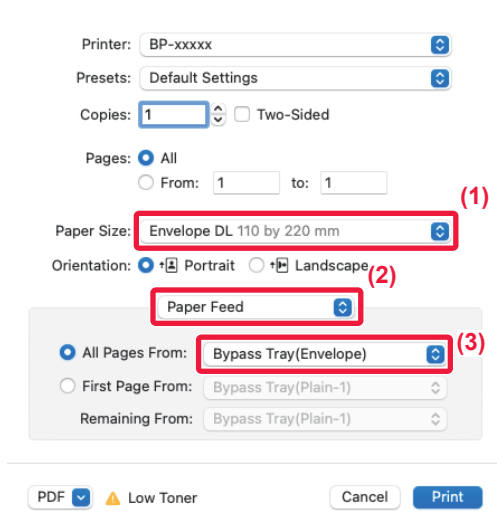 Printer: BP-xxxxx
Presets: Default Settings
Copies: 1 Two-Sided
Pages: All
From: 1 to: 1
(1)
Paper Size: Envelope DL 110 by 220 mm
Orientation: Portrait Landscape
(2)
Paper Feed
(3)
All Pages From: Bypass Tray(Envelope)
First Page From: Bypass Tray(Plain-1)
Remaining From: Bypass Tray(Plain-1)
PDF Low Toner Cancel Print